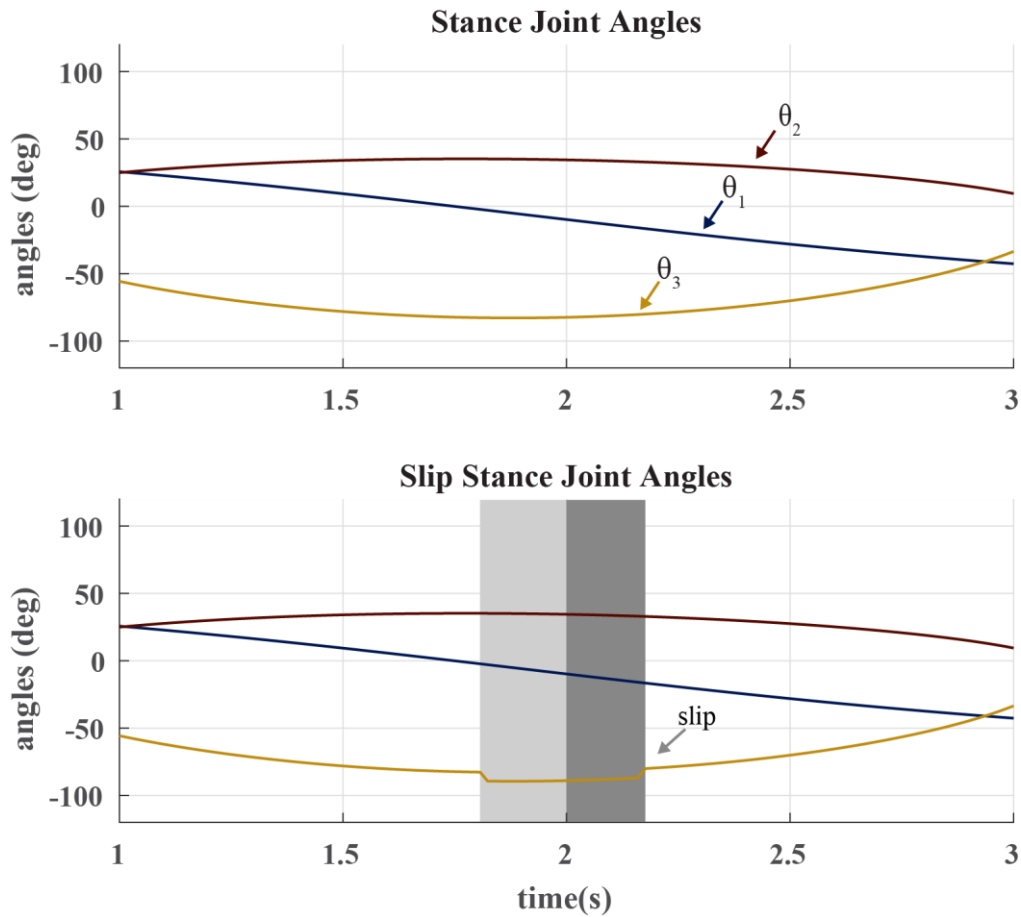 Stance Joint Angles
100
50
0
-50
-100
angles ((deg)
θ2
θ1
θ3
1 1.5 2 2.5 3
Slip Stance Joint Angles
100
50
0
-50
-100
angles (deg)
slip
1 1.5 2 2.5 3
time(s)